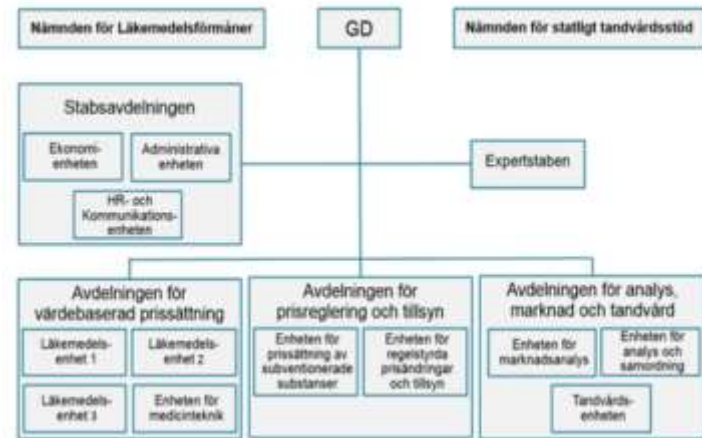 Nämnden för Läkemedelsförmåner
GD
Nämnden för statligt tandvårdsstöd
Stabsavdelningen
Ekonomi-
enheten
Administrativa
enheten
HR- och
Kommunikations-
enheten
Expertstaben
Avdelningen för
värdebaserad prissättning
Läkemedels-
enhet 1
Läkemedels-
enhet 2
Läkemedels-
enhet 3
Enheten för
medicinteknik
Avdelningen för
prisreglering och tillsyn
Enheten för
prissättning av
subventionerade
substanser
Enheten för
regelstyrda
prisändringar
och tillsyn
Avdelningen för analys,
marknad och tandvård
Enheten för
marknadsanalys
Enheten för
analys och
samordning
Tandvårds-
enheten